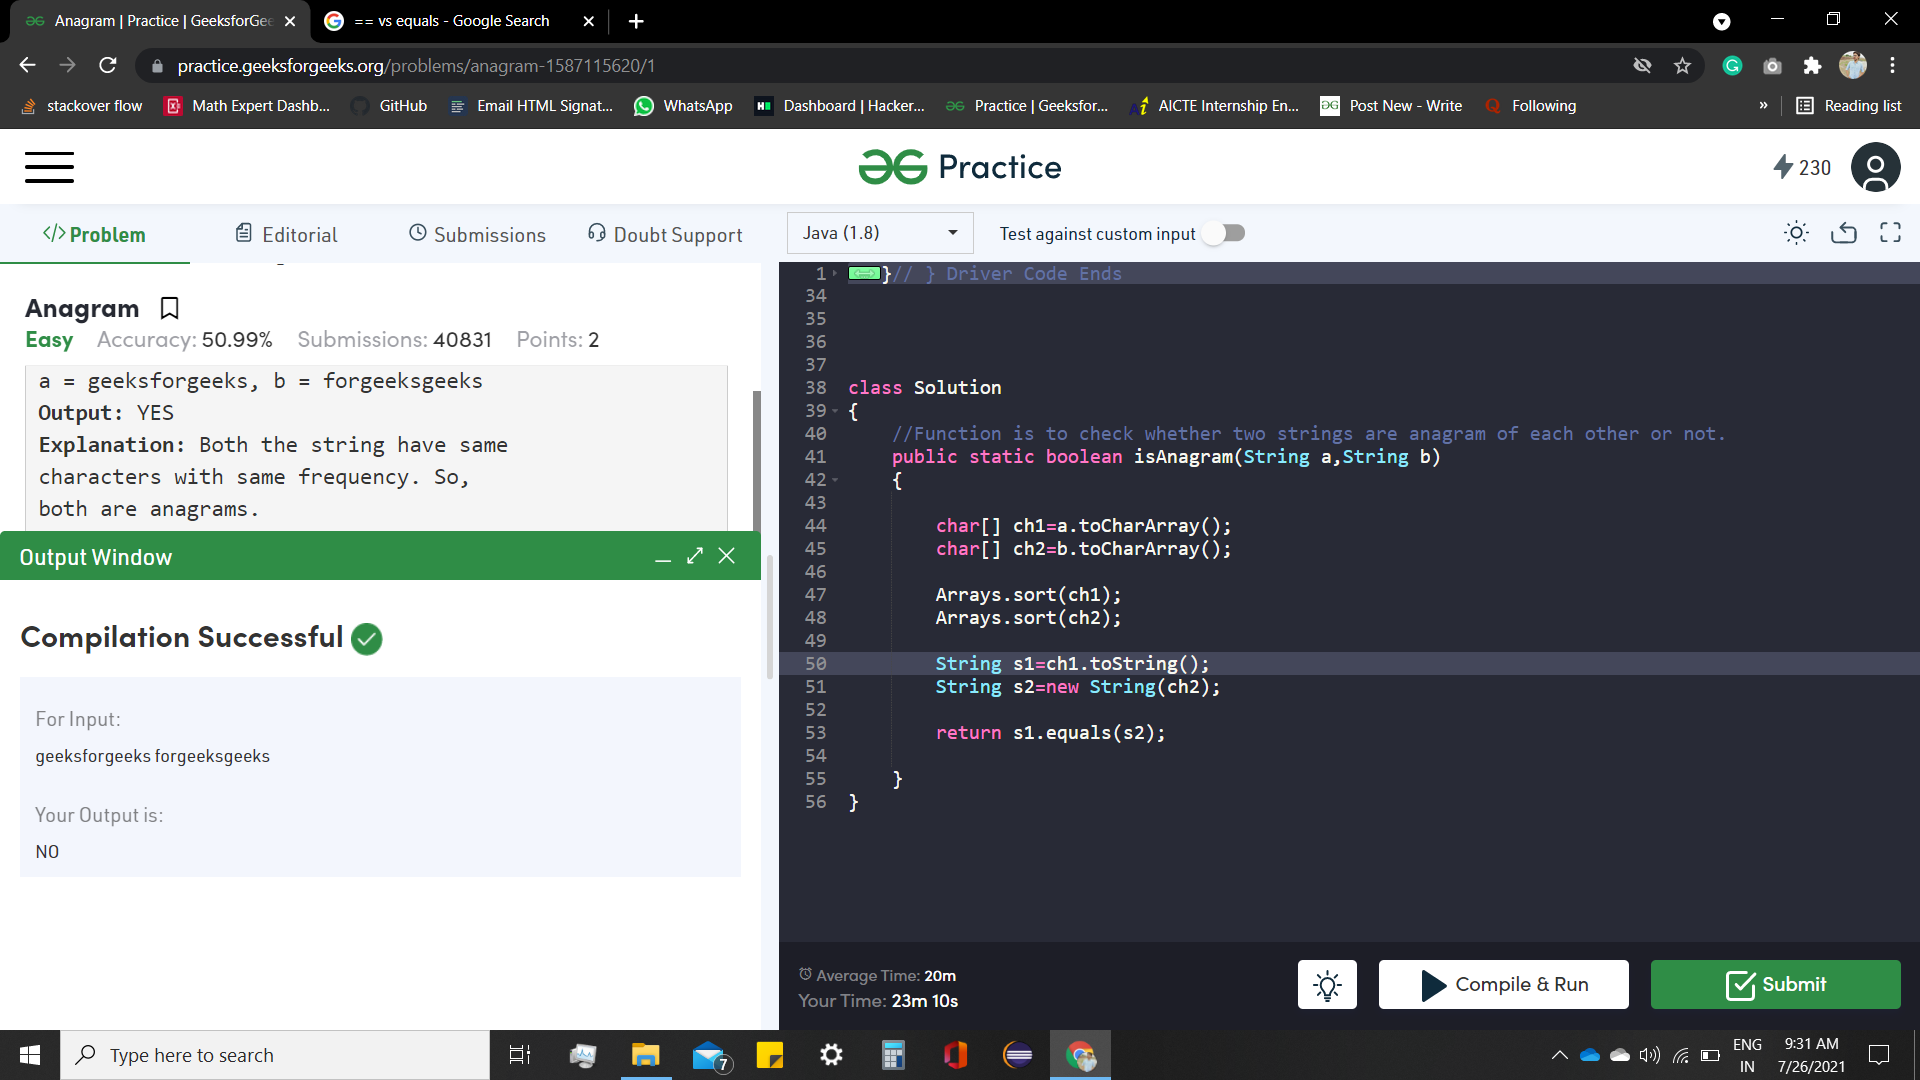 Anagram | Practice | GeeksforGee
== vs equals - Google Search
practice.geeksforgeeks.org/problems/anagram-1587115620/1
stackover flow
Math Expert Dashb...
GitHub
Email HTML Signat...
WhatsApp
Dashboard | Hacker...
Practice | Geeksfor...
AICTE Internship En...
Post New - Write
Following
»
Reading list
Practice
230
</> Problem
Editorial
Submissions
Doubt Support
Java (1.8)
Test against custom input
Anagram
Easy Accuracy: 50.99% Submissions: 40831 Points: 2
a = geeksforgeeks, b = forgeeksgeeks
Output: YES
Explanation: Both the string have same
characters with same frequency. So,
both are anagrams.
Output Window
Compilation Successful
For Input:
geeksforgeeks forgeeksgeeks
Your Output is:
NO
1 }// } Driver Code Ends
34
35
36
37
38 class Solution
39 {
40 //Function is to check whether two strings are anagram of each other or not.
41 public static boolean isAnagram(String a,String b)
42 {
43
44 char[] ch1=a.toCharArray();
45 char[] ch2=b.toCharArray();
46
47 Arrays.sort(ch1);
48 Arrays.sort(ch2);
49
50 String s1=ch1.toString();
51 String s2=new String(ch2);
52
53 return s1.equals(s2);
54
55 }
56 }
Average Time: 20m
Your Time: 23m 10s
Compile & Run
Submit
Type here to search
7
ENG
IN
9:31 AM
7/26/2021